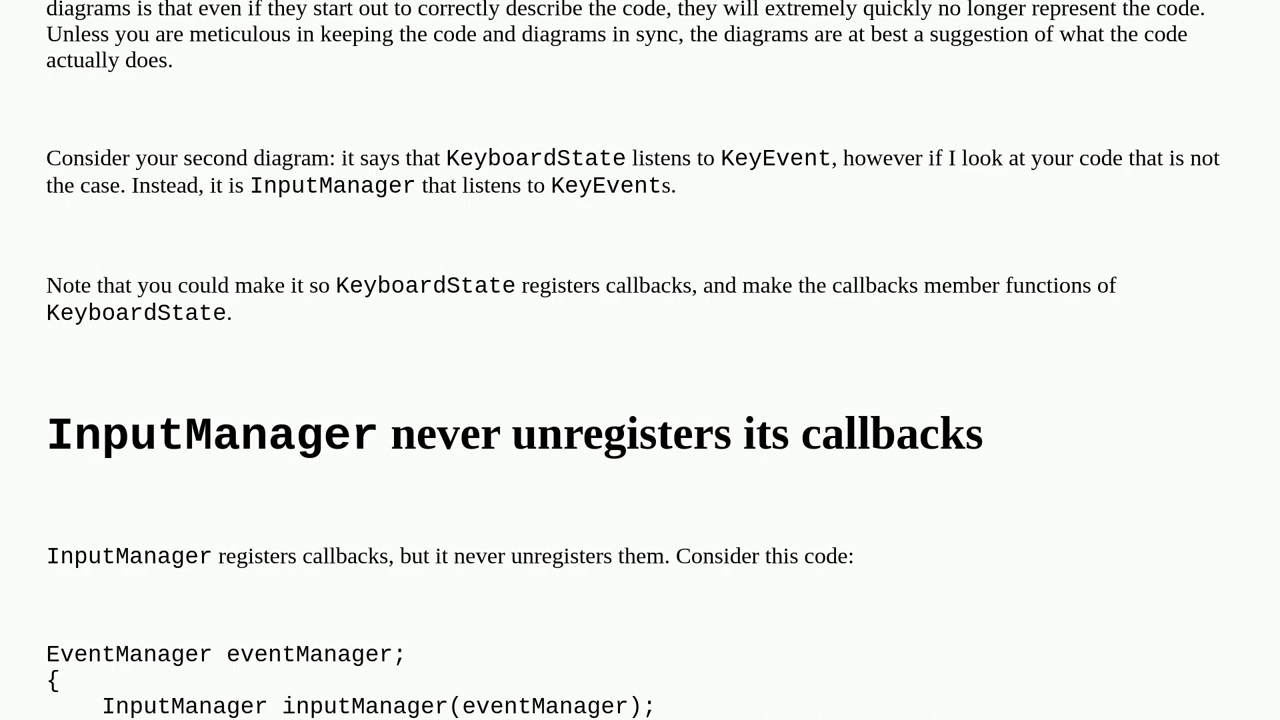 diagrams is that even if they start out to correctly describe the code, they will extremely quickly no longer represent the code.
Unless you are meticulous in keeping the code and diagrams in sync, the diagrams are at best a suggestion of what the code
actually does.
Consider your second diagram: it says that KeyboardState listens to KeyEvent, however if I look at your code that is not
the case. Instead, it is InputManager that listens to KeyEvents.
Note that you could make it so KeyboardState registers callbacks, and make the callbacks member functions of
KeyboardState.
InputManager never unregisters its callbacks
InputManager registers callbacks, but it never unregisters them. Consider this code:
EventManager eventManager;
{
    InputManager inputManager(eventManager);